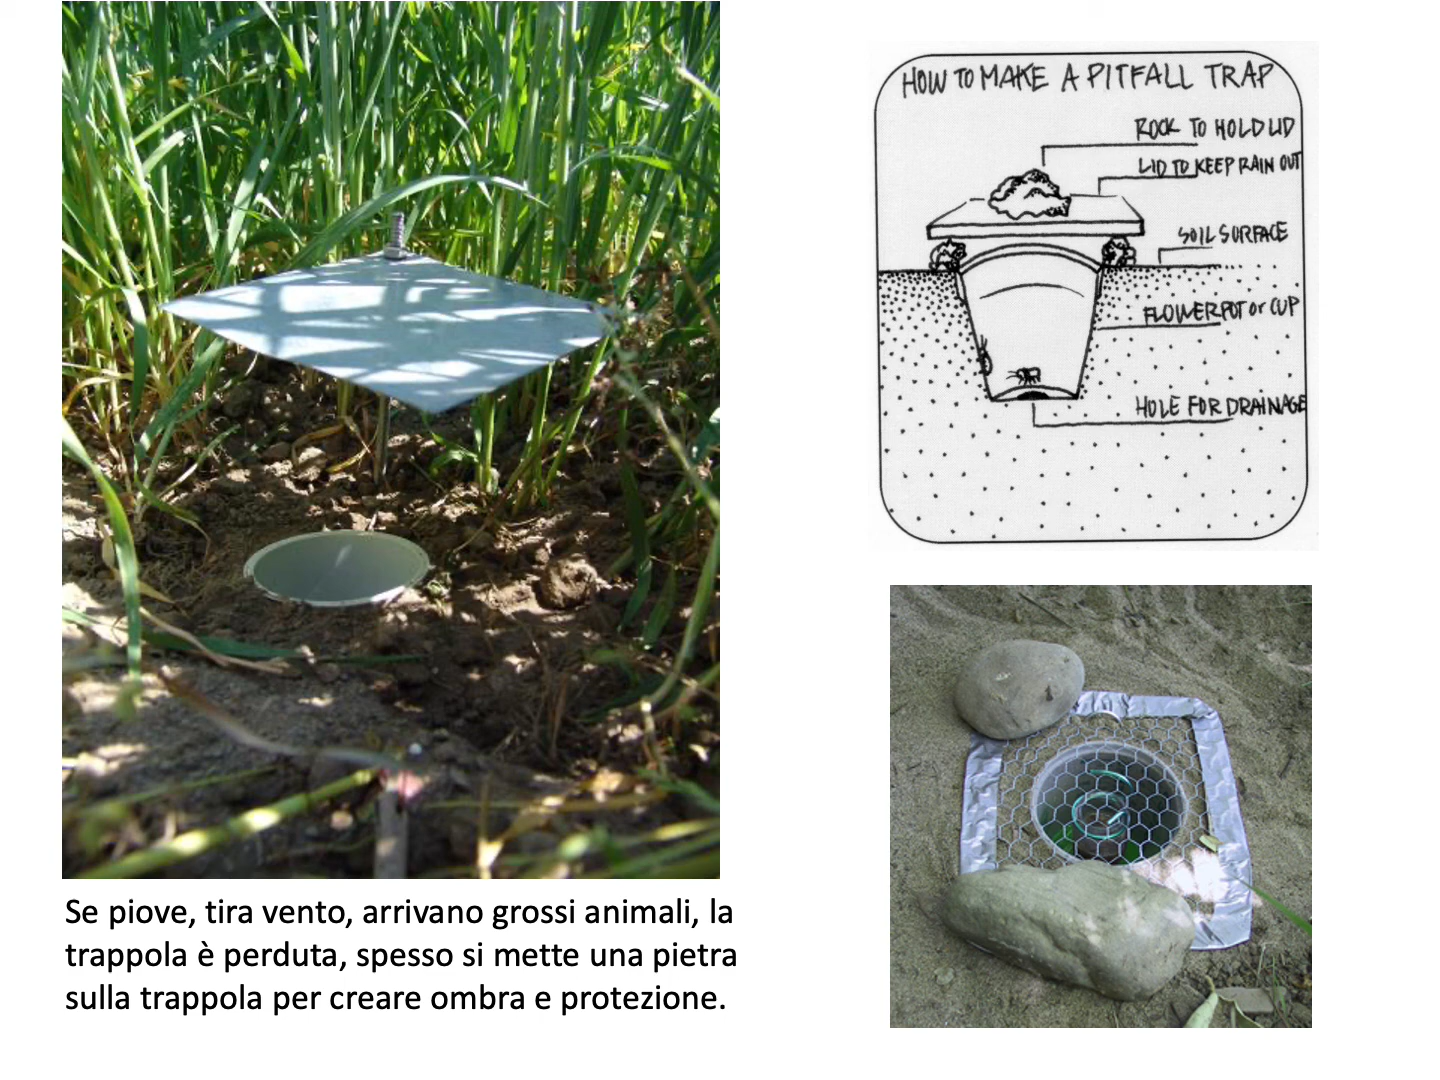 HOW TO MAKE A PITFALL TRAP
ROCK TO HOLD LID
LID TO KEEP RAIN OUT
SOIL SURFACE
FLOWERPOT or CUP
HOLE FOR DRAINAGE
Se piove, tira vento, arrivano grossi animali, la
trappola è perduta, spesso si mette una pietra
sulla trappola per creare ombra e protezione.